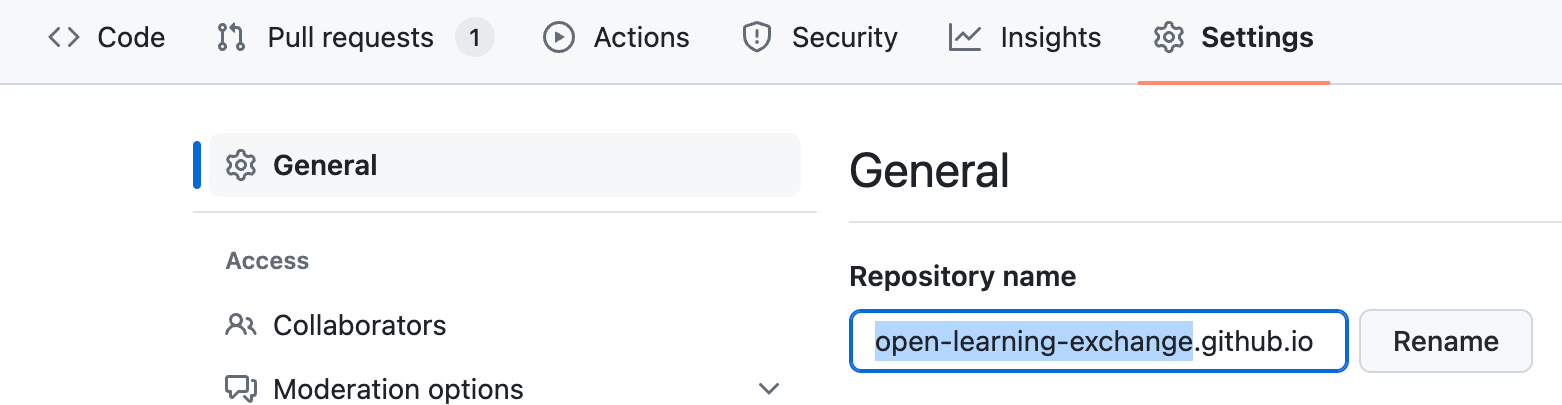 Code Pull requests 1 Actions Security Insights Settings
General
Access
Collaborators
Moderation options
General
Repository name
open-learning-exchange.github.io Rename